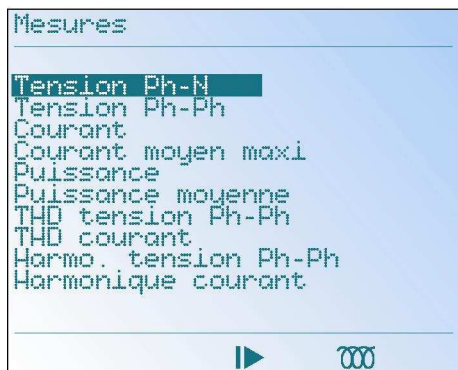 Mesures
Tension Ph-N
Tension Ph-Ph
Courant
Courant moyen maxi
Puissance
Puissance moyenne
THD tension Ph-Ph
THD courant
Harmo. tension Ph-Ph
Harmonique courant